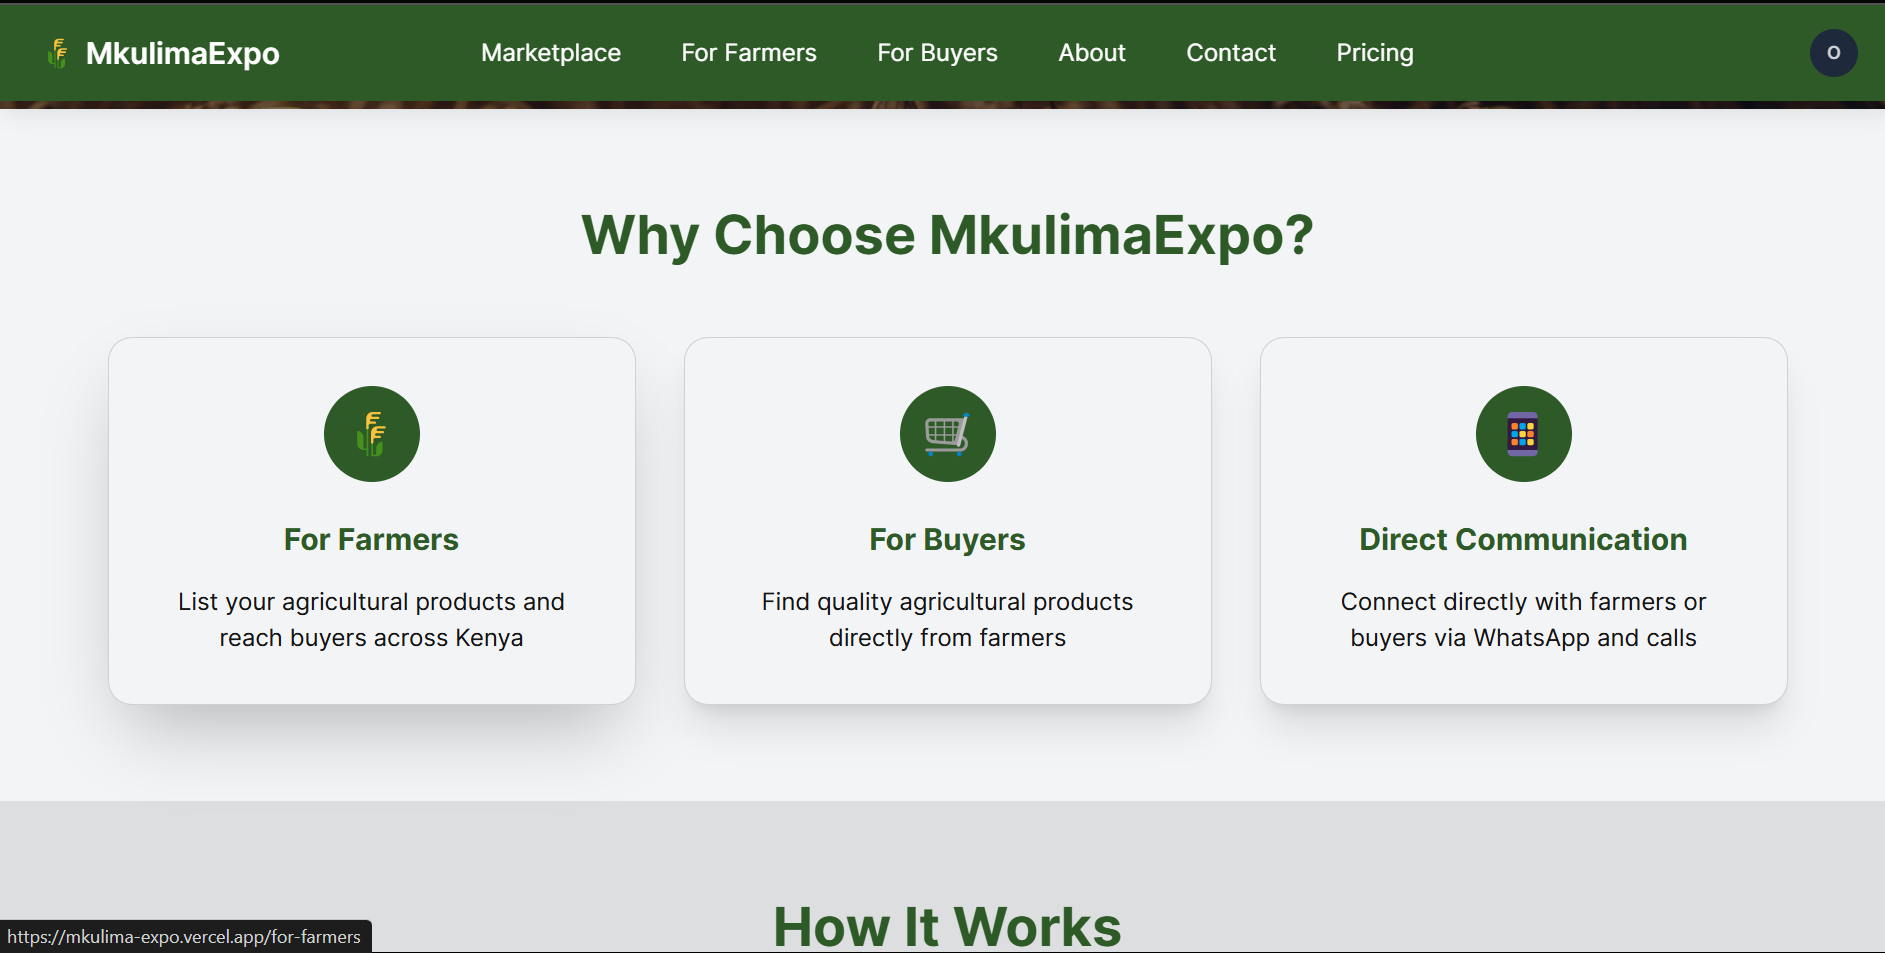 MkulimaExpo
Marketplace
For Farmers
For Buyers
About
Contact
Pricing
O
Why Choose MkulimaExpo?
For Farmers
List your agricultural products and
reach buyers across Kenya
For Buyers
Find quality agricultural products
directly from farmers
Direct Communication
Connect directly with farmers or
buyers via WhatsApp and calls
How It Works
https://mkulima-expo.vercel.app/for-farmers